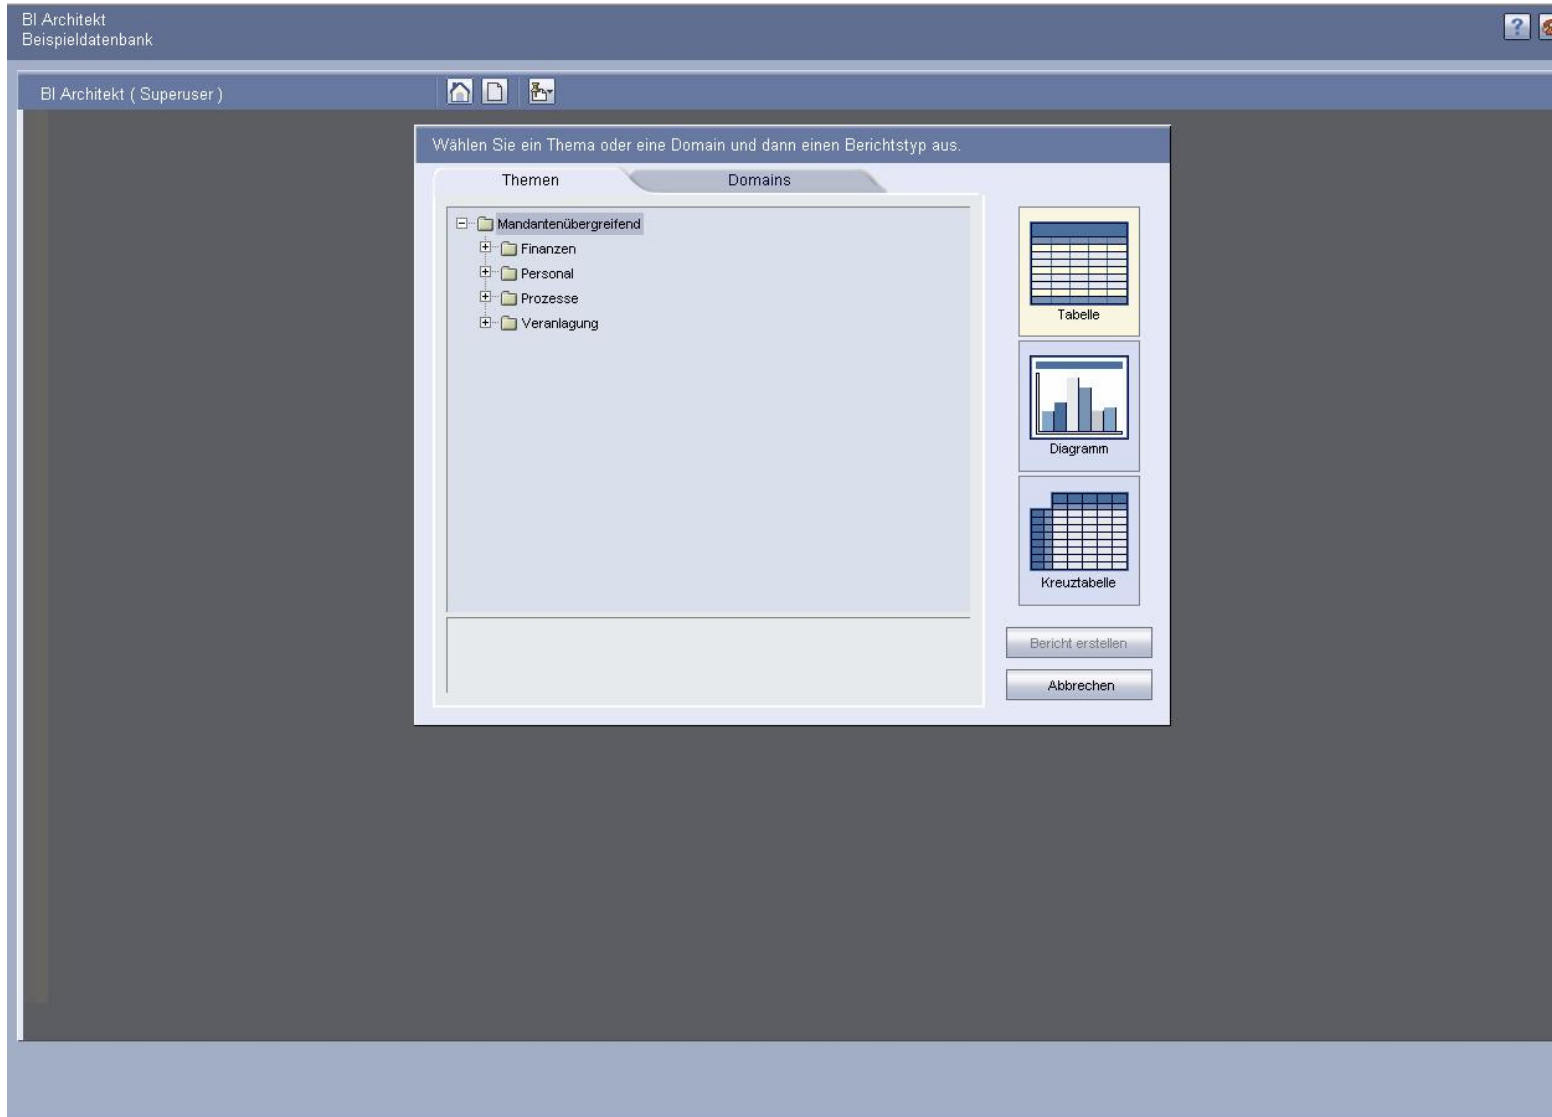 BI Architekt
Beispieldatenbank
?
BI Architekt ( Superuser )
Wählen Sie ein Thema oder eine Domain und dann einen Berichtstyp aus.
Themen
Domains
Mandantenübergreifend
Finanzen
Personal
Prozesse
Veranlagung
Tabelle
Diagramm
Kreuztabelle
Bericht erstellen
Abbrechen